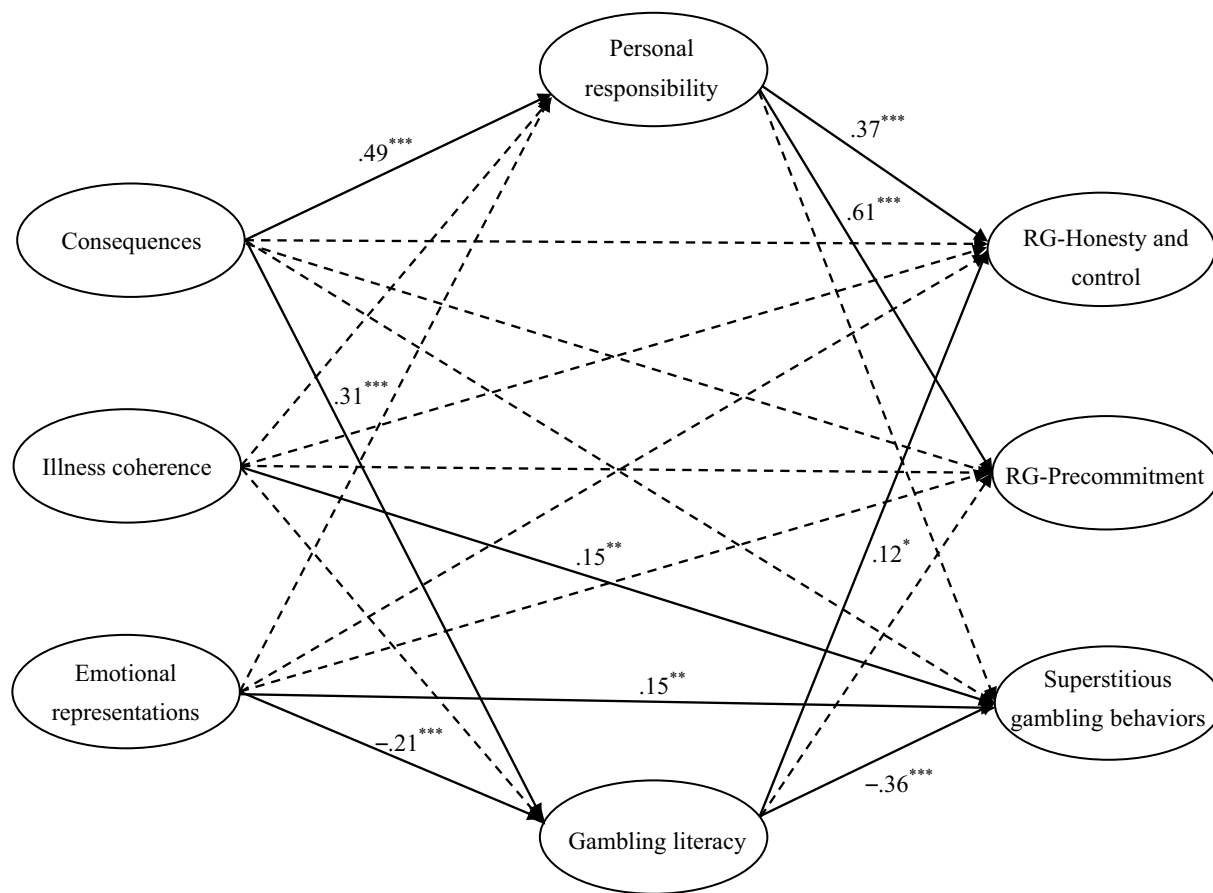 Personal
responsibility
.37***
.49***
.61***
Consequences
RG-Honesty and
control
.31***
Illness coherence
RG-Precommitment
.15**
.12*
Emotional
representations
.15**
Superstitious
gambling behaviors
−.21***
−.36***
Gambling literacy